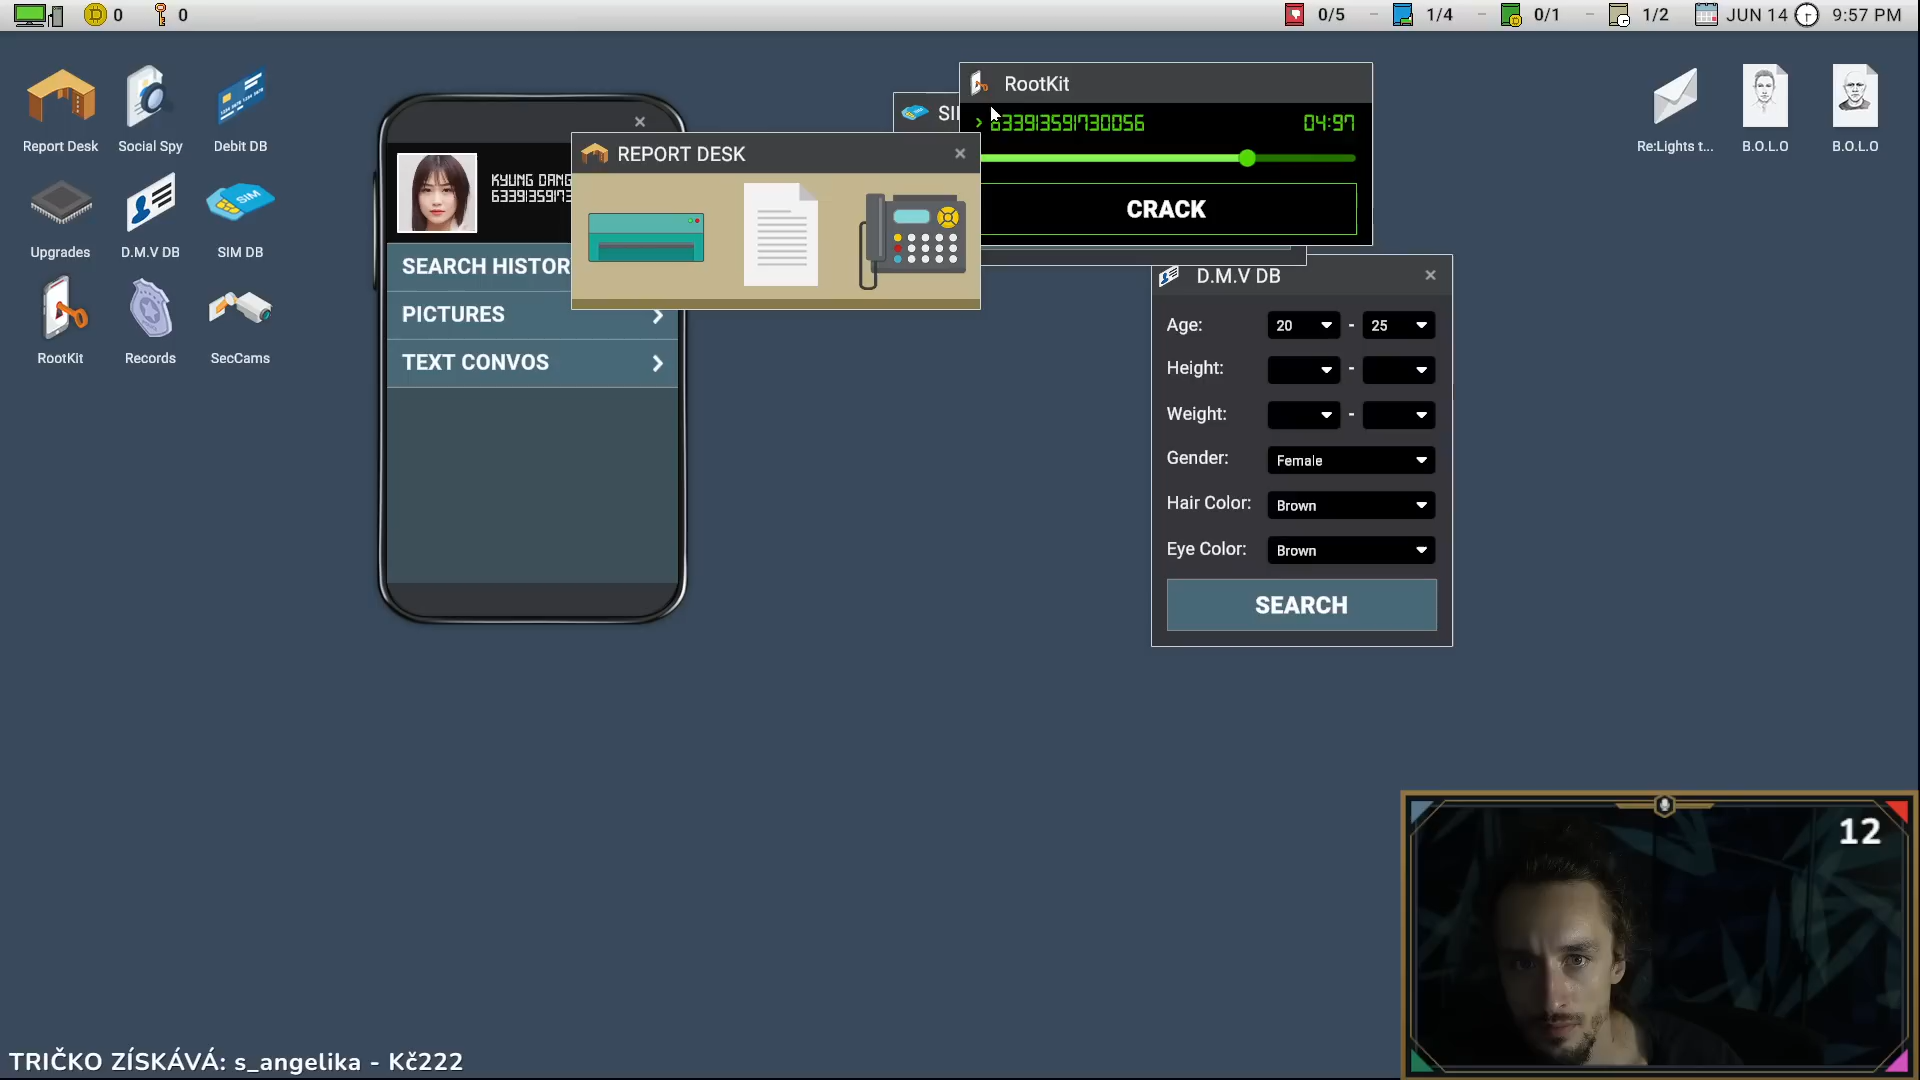 0
0
0/5
1/4
0/1
1/2
JUN 14
9:57 PM
Report Desk
Social Spy
Debit DB
Upgrades
D.M.V DB
SIM DB
RootKit
Records
SecCams
Re:Lights t...
B.O.L.O
B.O.L.O
KYUNG DANG
SEARCH HISTOR
PICTURES
TEXT CONVOS
REPORT DESK
SI
RootKit
> 633913591730056
04:97
CRACK
D.M.V DB
Age:
20
-
25
Height:
-
Weight:
-
Gender:
Female
Hair Color:
Brown
Eye Color:
Brown
SEARCH
12
TRIČKO ZÍSKÁVÁ: s_angelika - Kč222